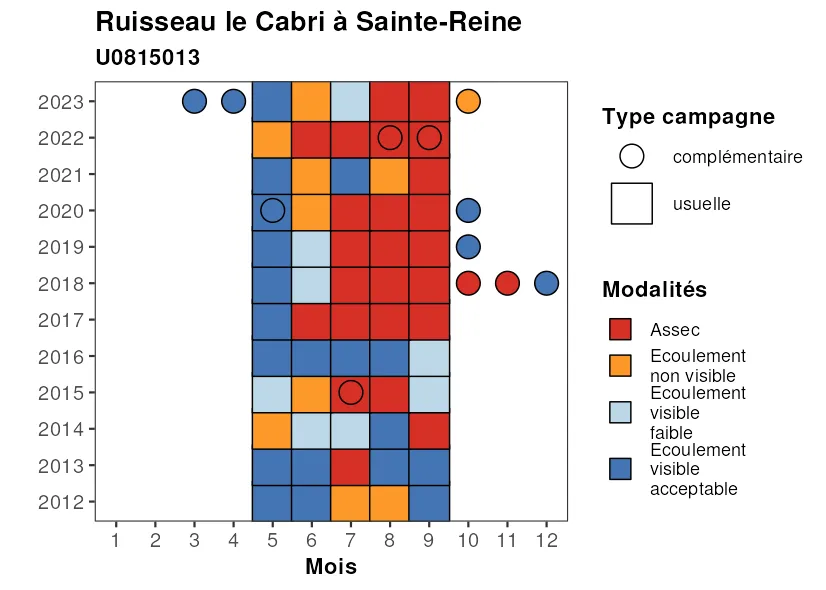 Ruisseau le Cabri à Sainte-Reine
U0815013
2023
2022
2021
2020
2019
2018
2017
2016
2015
2014
2013
2012
1 2 3 4 5 6 7 8 9 10 11 12
Mois
Type campagne
complémentaire
usuelle
Modalités
Assec
Ecoulement
non visible
Ecoulement
visible
faible
Ecoulement
visible
acceptable